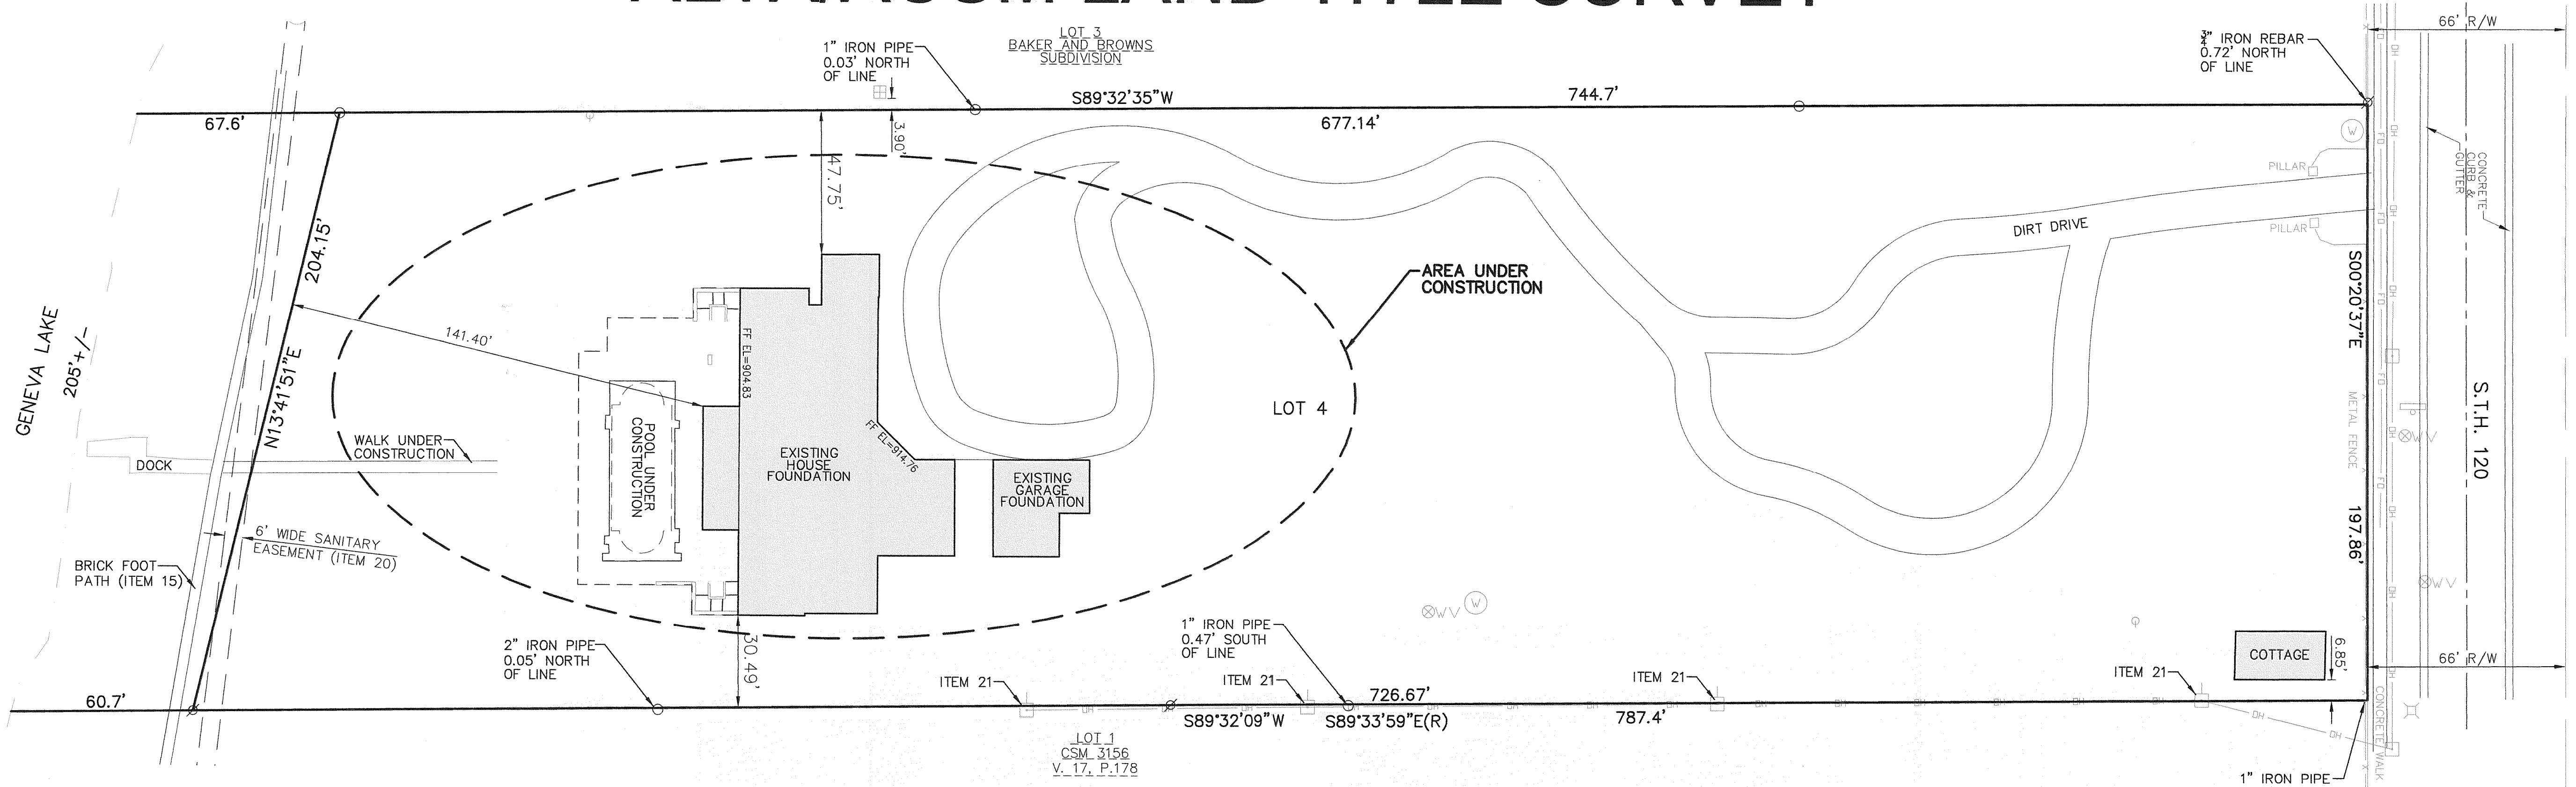 ALTA/ACSM LAND TITLE SURVEY
LOT 3
BAKER AND BROWNS
SUBDIVISION
1" IRON PIPE
0.03' NORTH
OF LINE
3/4" IRON REBAR
0.72' NORTH
OF LINE
66' R/W
67.6'
S89°32'35"W
744.7'
677.14'
3.90'
47.75'
W
PILLAR
PILLAR
CONCRETE
CURB &
GUTTER
DIRT DRIVE
204.15'
N13°41'51"E
GENEVA LAKE
205'+/-
141.40'
AREA UNDER
CONSTRUCTION
S00°20'37"E
METAL FENCE
197.86'
S.T.H. 120
FF EL=904.83
FF EL=914.76
LOT 4
POOL UNDER
CONSTRUCTION
EXISTING
HOUSE
FOUNDATION
EXISTING
GARAGE
FOUNDATION
WALK UNDER
CONSTRUCTION
DOCK
6' WIDE SANITARY
EASEMENT (ITEM 20)
BRICK FOOT
PATH (ITEM 15)
WV
WV
WV
W
2" IRON PIPE
0.05' NORTH
OF LINE
30.49'
1" IRON PIPE
0.47' SOUTH
OF LINE
ITEM 21
ITEM 21
ITEM 21
ITEM 21
COTTAGE
6.85'
66' R/W
60.7'
726.67'
S89°32'09"W
S89°33'59"E(R)
787.4'
LOT 1
CSM 3156
V. 17, P.178
CONCRETE WALK
1" IRON PIPE